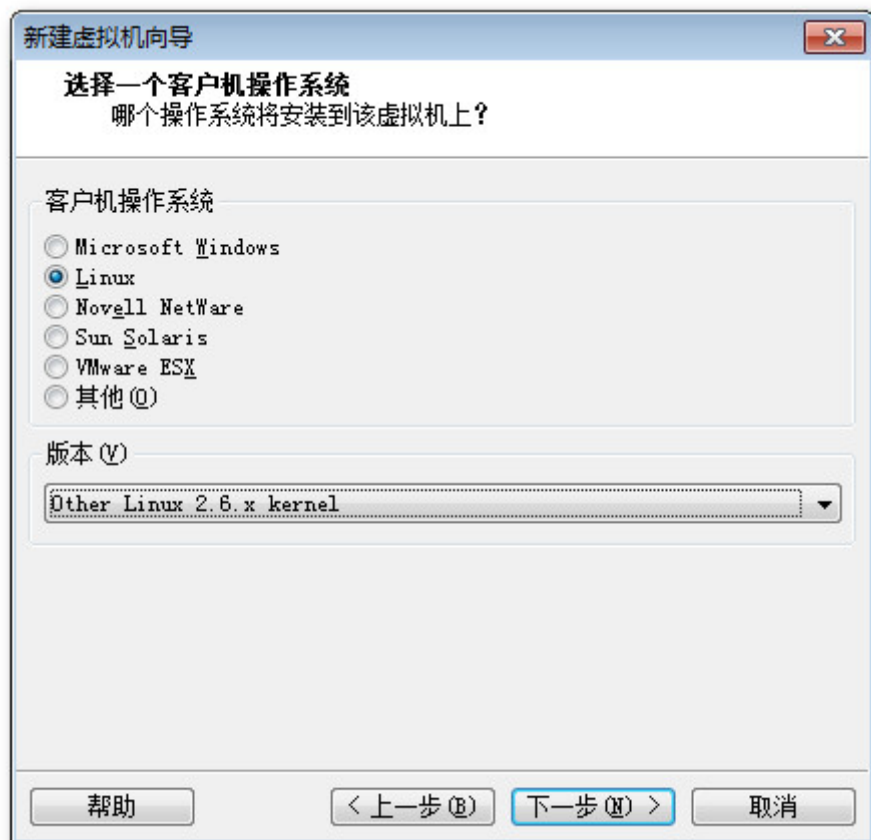 新建虚拟机向导
选择一个客户机操作系统
哪个操作系统将安装到该虚拟机上?
客户机操作系统
Microsoft Windows
Linux
Novell NetWare
Sun Solaris
VMware ESX
其他(O)
版本(V)
Other Linux 2.6.x kernel
帮助
< 上一步(B)
下一步(N) >
取消